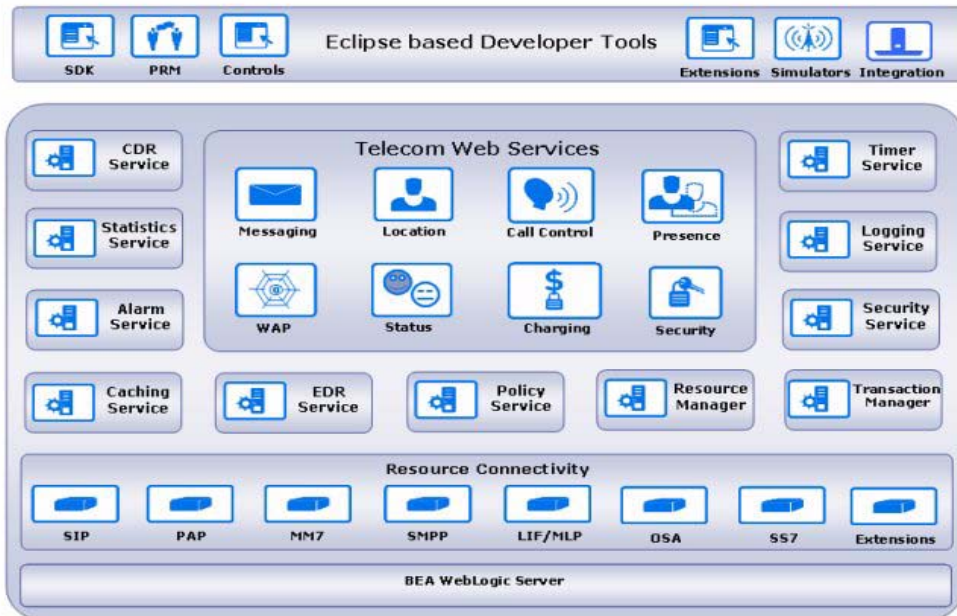 Eclipse based Developer Tools
SDK
PRM
Controls
Extensions
Simulators
Integration
CDR
Service
Telecom Web Services
Timer
Service
Messaging
Location
Call Control
Presence
Statistics
Service
Logging
Service
WAP
Status
$
Charging
Security
Alarm
Service
Security
Service
Caching
Service
EDR
Service
Policy
Service
Resource
Manager
Transaction
Manager
Resource Connectivity
SIP
PAP
MM7
SMPP
LIF/MLP
OSA
SS7
Extensions
BEA WebLogic Server